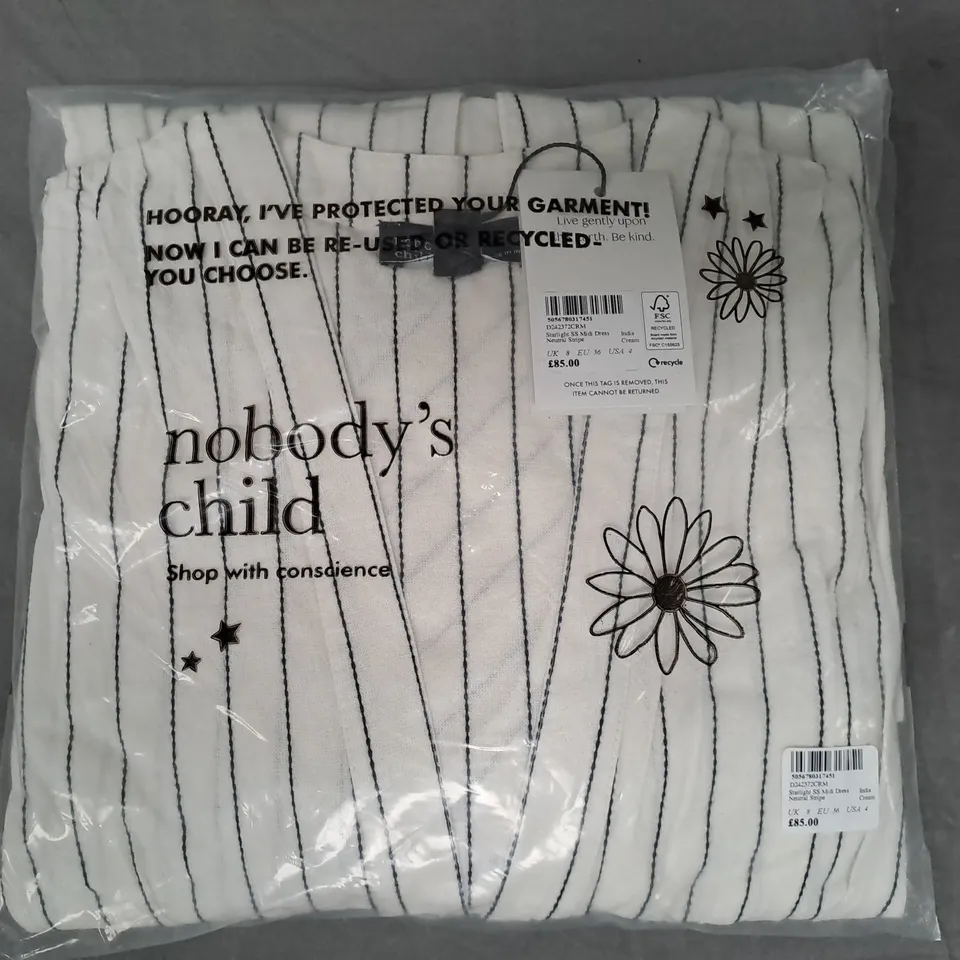 HOORAY, I'VE PROTECTED YOUR GARMENT!
NOW I CAN BE RE-USED OR RECYCLED-
YOU CHOOSE.
Live gently upon
earth. Be kind.
child
5056780317451
D242372CRM
Starlight SS Midi Dress India
Neutral Stripe Cream
UK 8 EU 36 USA 4
£85.00
FSC
RECYCLED
recycle
ONCE THIS TAG IS REMOVED, THIS
ITEM CANNOT BE RETURNED.
nobody's
child
Shop with conscience
5056780317451
D242372CRM
Starlight SS Midi Dress India
Neutral Stripe Cream
UK 8 EU 36 USA 4
£85.00